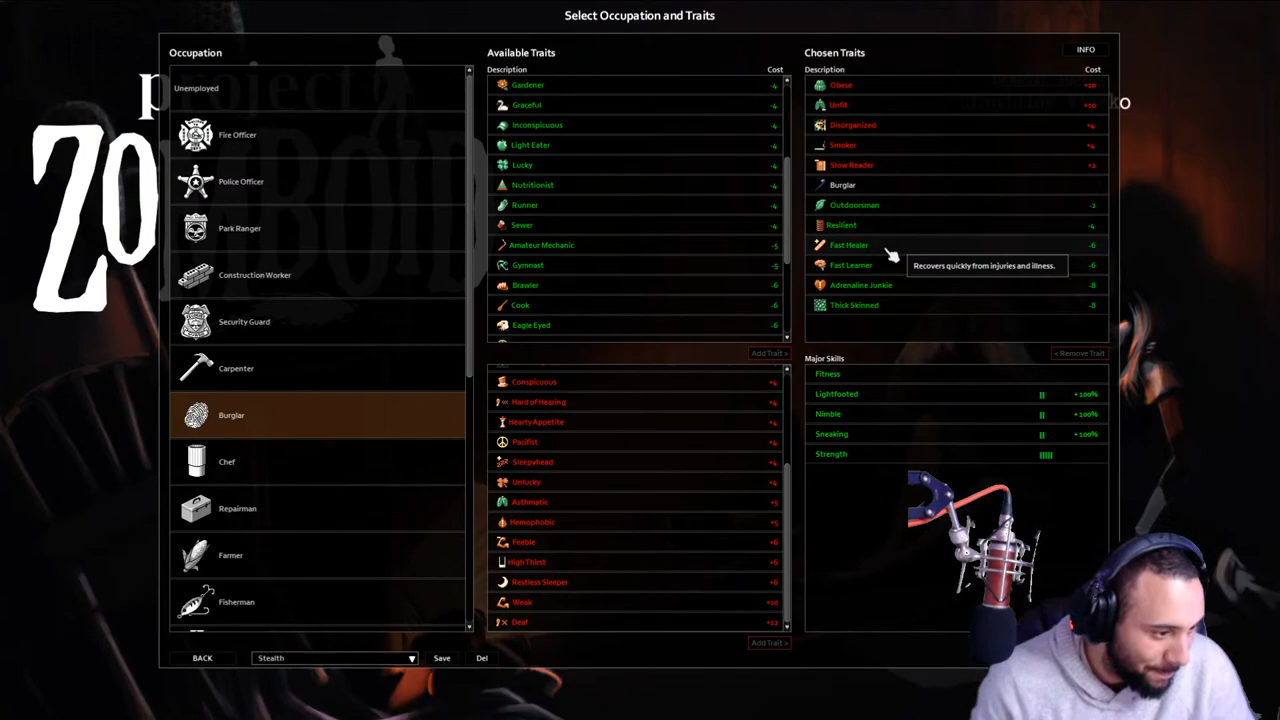 Select Occupation and Traits
Occupation
Unemployed
Fire Officer
Police Officer
Park Ranger
Construction Worker
Security Guard
Carpenter
Burglar
Chef
Repairman
Farmer
Fisherman
BACK
Stealth
Save
Del
Available Traits
Description Cost
Gardener -4
Graceful -4
Inconspicuous -4
Light Eater -4
Lucky -4
Nutritionist -4
Runner -4
Sewer -4
Amateur Mechanic -5
Gymnast -5
Brawler -6
Cook -6
Eagle Eyed -6
Add Trait >
Conspicuous +4
Hard of Hearing +4
Hearty Appetite +4
Pacifist +4
Sleepyhead +4
Unlucky +4
Asthmatic +5
Hemophobic +5
Feeble +6
High Thirst +6
Restless Sleeper +6
Weak +10
Deaf +12
Add Trait >
Chosen Traits
INFO
Description Cost
Obese +10
Unfit +10
Disorganized +4
Smoker +4
Slow Reader +2
Burglar
Outdoorsman -2
Resilient -4
Fast Healer -6
Recovers quickly from injuries and illness.
Fast Learner -6
Adrenaline Junkie -8
Thick Skinned -8
< Remove Trait
Major Skills
Fitness
Lightfooted +100%
Nimble +100%
Sneaking +100%
Strength
project
ZO